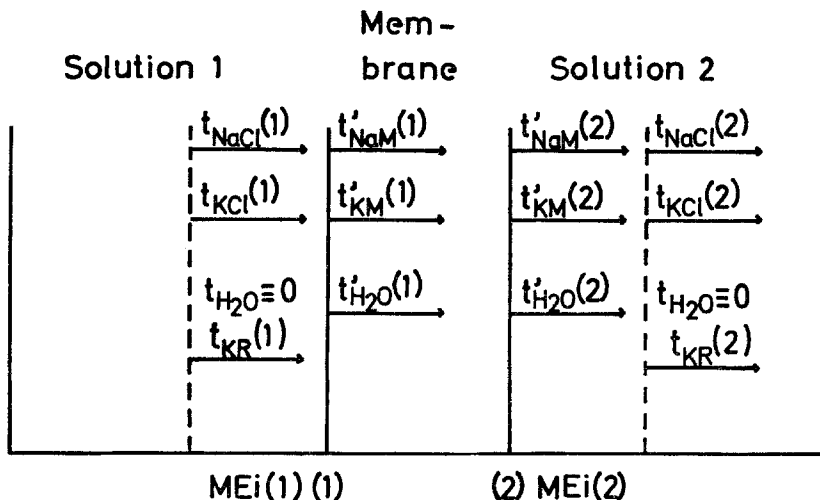 Mem-
Solution 1 brane Solution 2
t_NaCl(1) t'_NaM(1) t'_NaM(2) t_NaCl(2)
t_KCl(1) t'_KM(1) t'_KM(2) t_KCl(2)
t_H2O≡0 t'_H2O(1) t'_H2O(2) t_H2O≡0
t_KR(1) t_KR(2)
MEi(1) (1) (2) MEi(2)